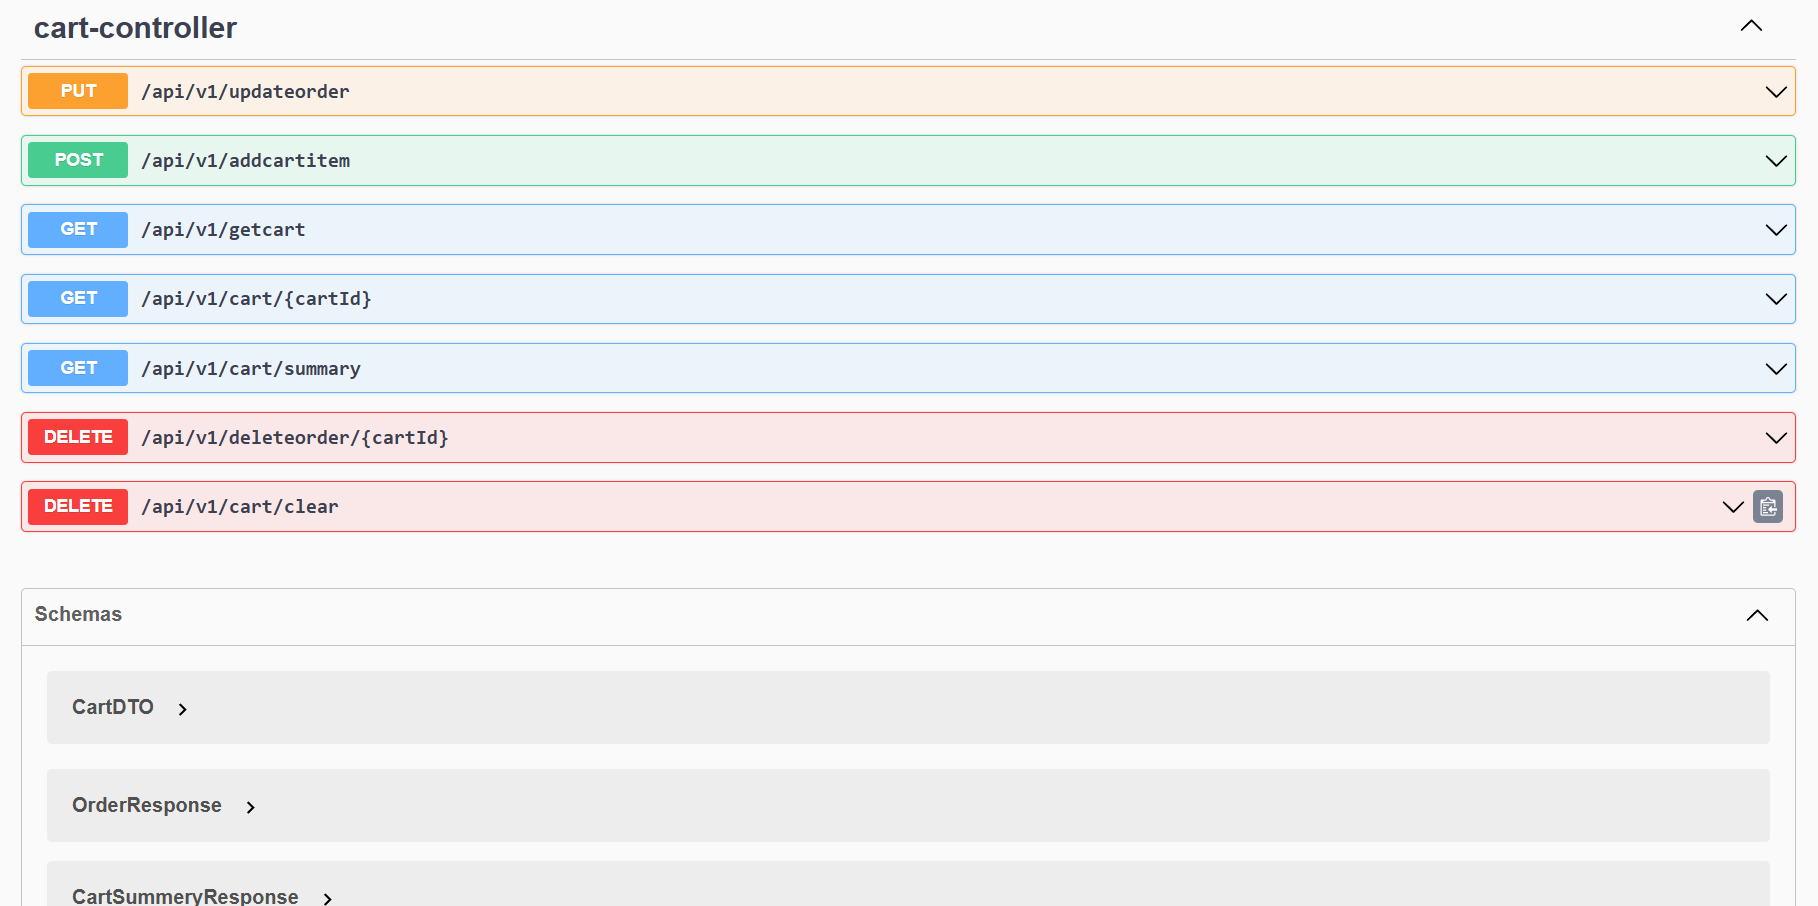 cart-controller
PUT /api/v1/updateorder
POST /api/v1/addcartitem
GET /api/v1/getcart
GET /api/v1/cart/{cartId}
GET /api/v1/cart/summary
DELETE /api/v1/deleteorder/{cartId}
DELETE /api/v1/cart/clear
Schemas
CartDTO
OrderResponse
CartSummeryResponse